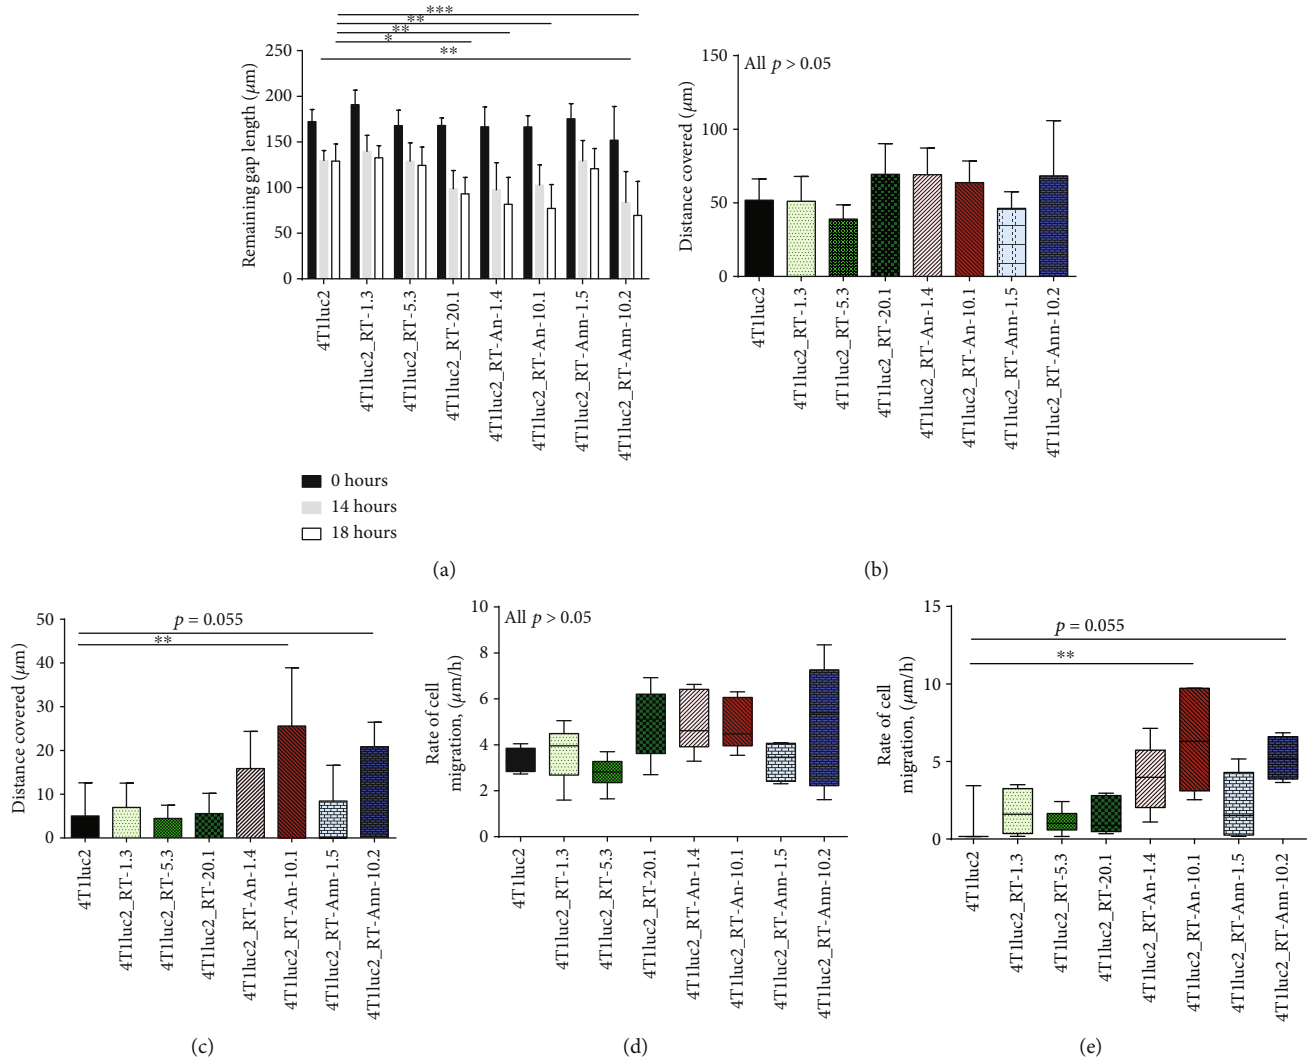 ***
**
**
*
**
250
200
150
100
50
0
Remaining gap length (μm)
4T1luc2
4T1luc2_RT-1.3
4T1luc2_RT-5.3
4T1luc2_RT-20.1
4T1luc2_RT-An-1.4
4T1luc2_RT-An-10.1
4T1luc2_RT-Ann-1.5
4T1luc2_RT-Ann-10.2
0 hours
14 hours
18 hours
(a)
All p > 0.05
150
100
50
0
Distance covered (μm)
4T1luc2
4T1luc2_RT-1.3
4T1luc2_RT-5.3
4T1luc2_RT-20.1
4T1luc2_RT-An-1.4
4T1luc2_RT-An-10.1
4T1luc2_RT-Ann-1.5
4T1luc2_RT-Ann-10.2
(b)
p = 0.055
**
50
40
30
20
10
0
Distance covered (μm)
4T1luc2
4T1luc2_RT-1.3
4T1luc2_RT-5.3
4T1luc2_RT-20.1
4T1luc2_RT-An-1.4
4T1luc2_RT-An-10.1
4T1luc2_RT-Ann-1.5
4T1luc2_RT-Ann-10.2
(c)
All p > 0.05
10
8
6
4
2
0
Rate of cell
migration, (μm/h)
4T1luc2
4T1luc2_RT-1.3
4T1luc2_RT-5.3
4T1luc2_RT-20.1
4T1luc2_RT-An-1.4
4T1luc2_RT-An-10.1
4T1luc2_RT-Ann-1.5
4T1luc2_RT-Ann-10.2
(d)
p = 0.055
**
15
10
5
0
Rate of cell
migration, (μm/h)
4T1luc2
4T1luc2_RT-1.3
4T1luc2_RT-5.3
4T1luc2_RT-20.1
4T1luc2_RT-An-1.4
4T1luc2_RT-An-10.1
4T1luc2_RT-Ann-1.5
4T1luc2_RT-Ann-10.2
(e)